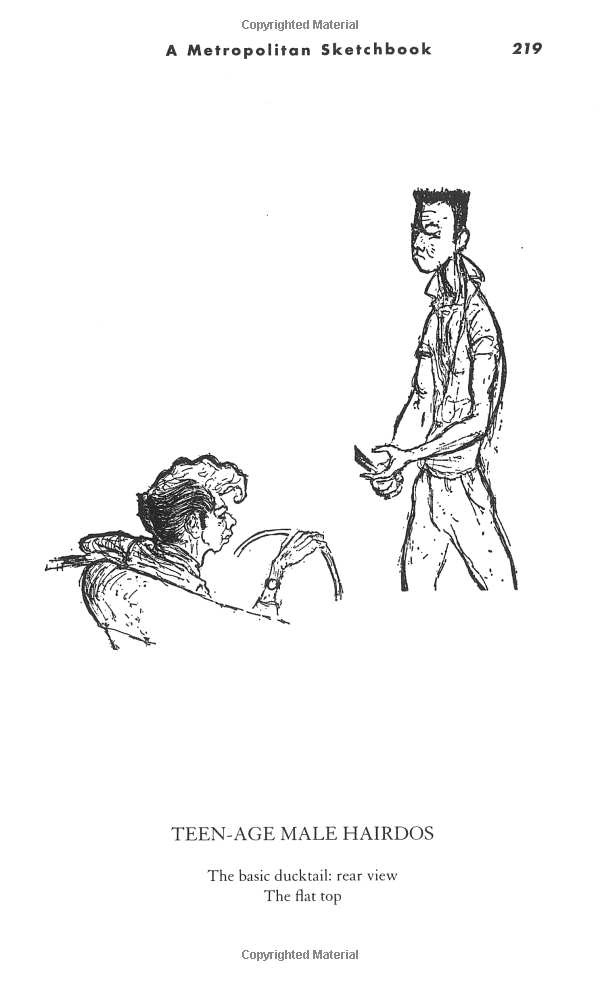 Copyrighted Material
A Metropolitan Sketchbook 219
TEEN-AGE MALE HAIRDOS
The basic ducktail: rear view
The flat top
Copyrighted Material